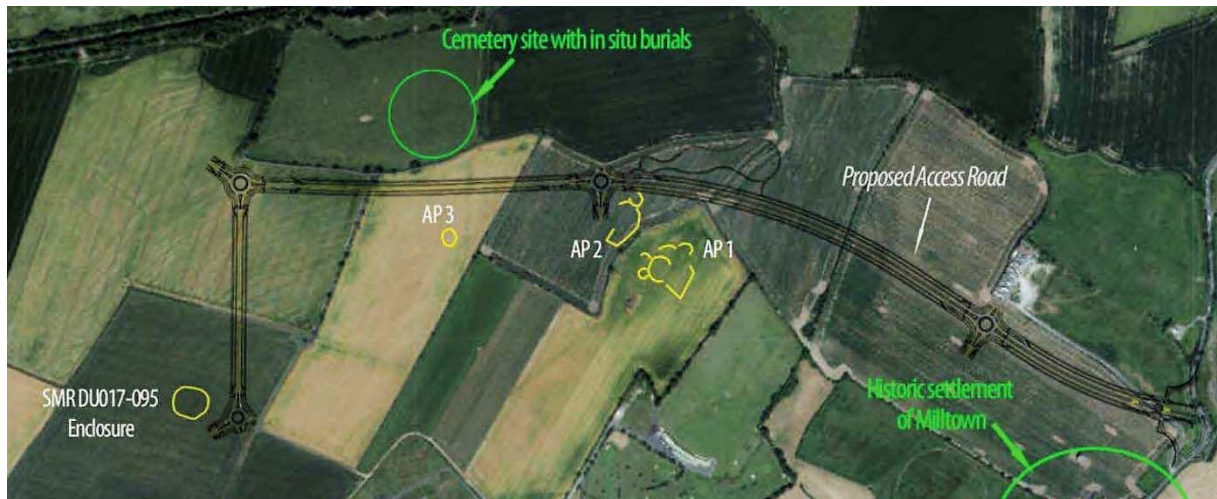 Cemetery site with in situ burials
Proposed Access Road
AP 3
AP 2
AP 1
SMR DU017-095
Enclosure
Historic settlement
of Milltown